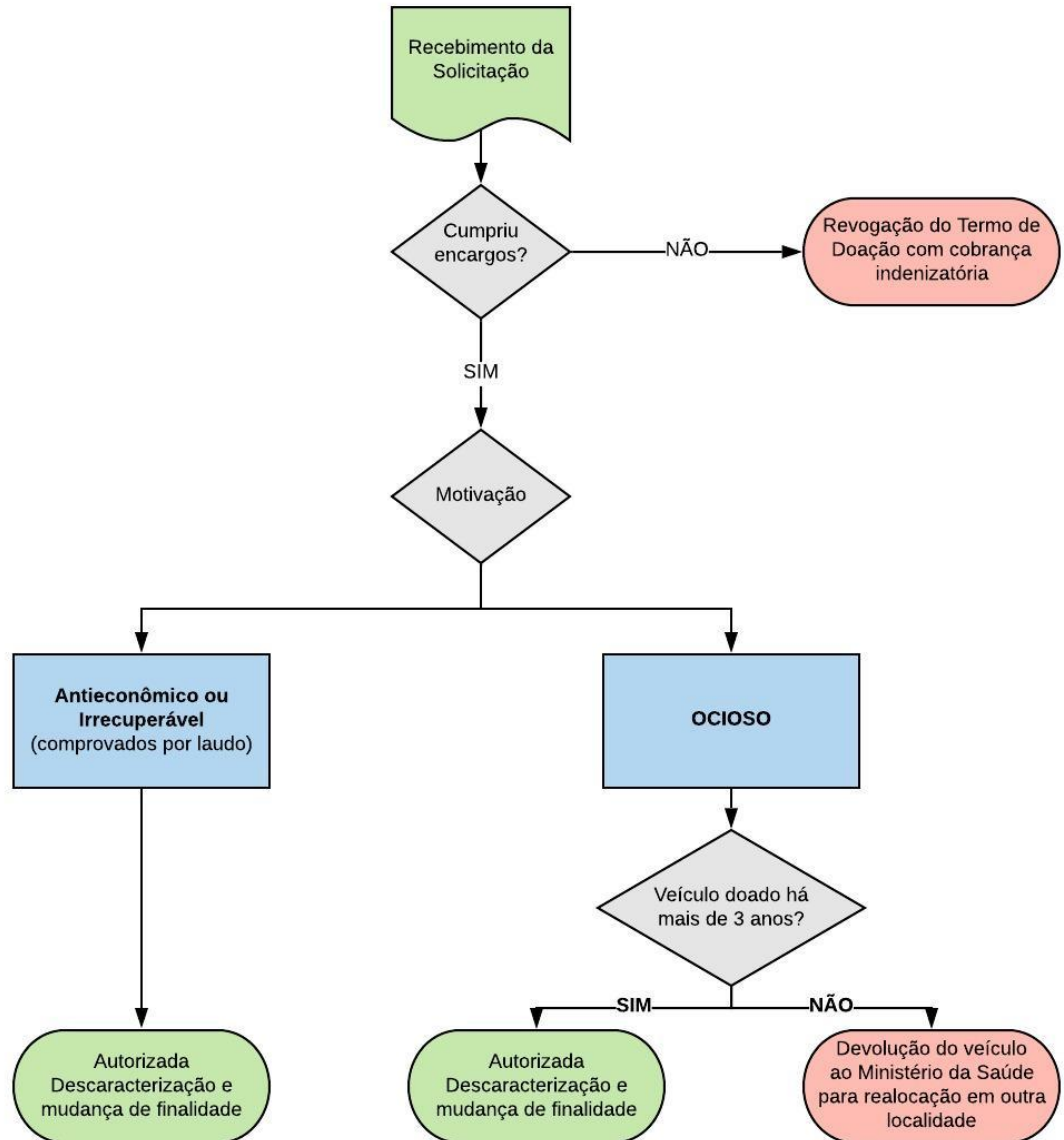 Recebimento da
Solicitação
Cumpriu
encargos?
NÃO
Revogação do Termo de
Doação com cobrança
indenizatória
SIM
Motivação
Antieconômico ou
Irrecuperável
(comprovados por laudo)
OCIOSO
Veículo doado há
mais de 3 anos?
SIM
NÃO
Autorizada
Descaracterização e
mudança de finalidade
Autorizada
Descaracterização e
mudança de finalidade
Devolução do veículo
ao Ministério da Saúde
para realocação em outra
localidade